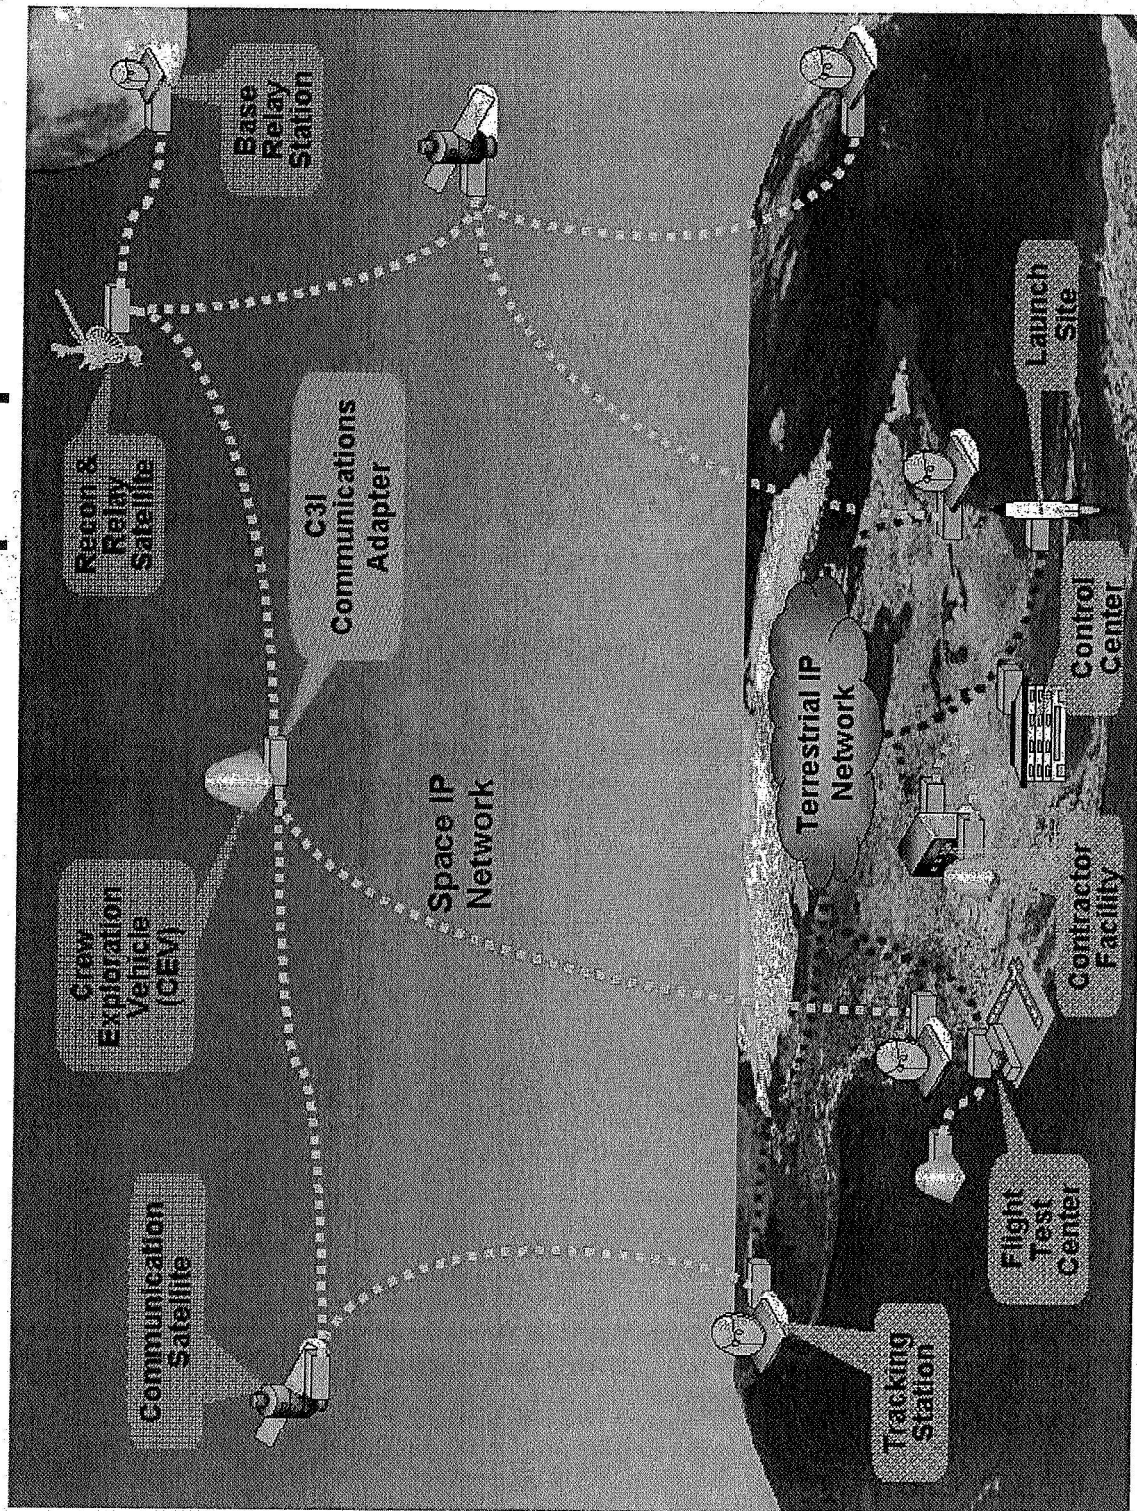 Communication
Satellite
Crew
Exploration
Vehicle
(CEV)
Recon &
Relay
Satellite
Base
Relay
Station
C3I
Communications
Adapter
Space IP
Network
Terrestrial IP
Network
Tracking
Station
Flight
Test
Center
Contractor
Facility
Control
Center
Launch
Site